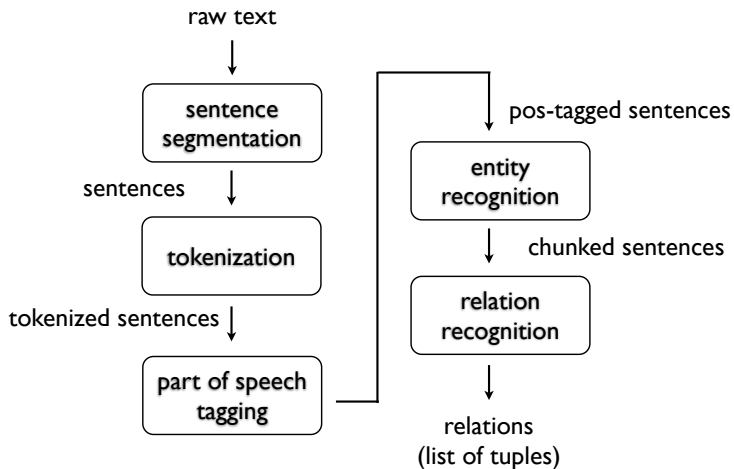 raw text
sentence
segmentation
sentences
tokenization
tokenized sentences
part of speech
tagging
pos-tagged sentences
entity
recognition
chunked sentences
relation
recognition
relations
(list of tuples)